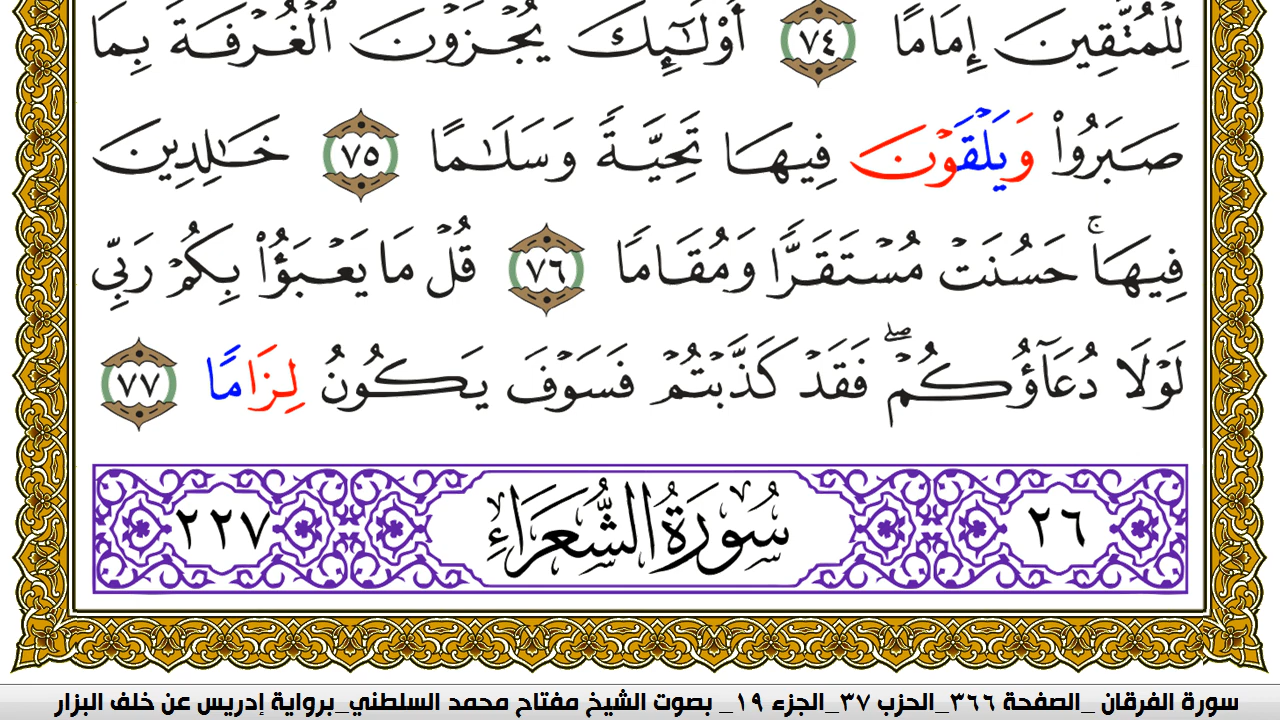 لِلْمُتَّقِينَ إِمَامًا ٧٤ أُوْلَـٰٓئِكَ يُجْزَوْنَ ٱلْغُرْفَةَ بِمَا
صَبَرُواْ وَيَلْقَوْنَ فِيهَا تَحِيَّةً وَسَلَـٰمًا ٧٥ خَـٰلِدِينَ
فِيهَاۚ حَسُنَتْ مُسْتَقَرًّا وَمُقَامًا ٧٦ قُلْ مَا يَعْبَؤُاْ بِكُمْ رَبِّي
لَوْلَا دُعَآؤُكُمْۖ فَقَدْ كَذَّبْتُمْ فَسَوْفَ يَكُونُ لِزَامًا ٧٧
٢٦ سُورَةُ الشُّعَرَاءِ ٢٢٧
سورة الفرقان _الصفحة ٣٦٦_الحزب ٣٧_الجزء ١٩_ بصوت الشيخ مفتاح محمد السلطني_برواية إدريس عن خلف البزار